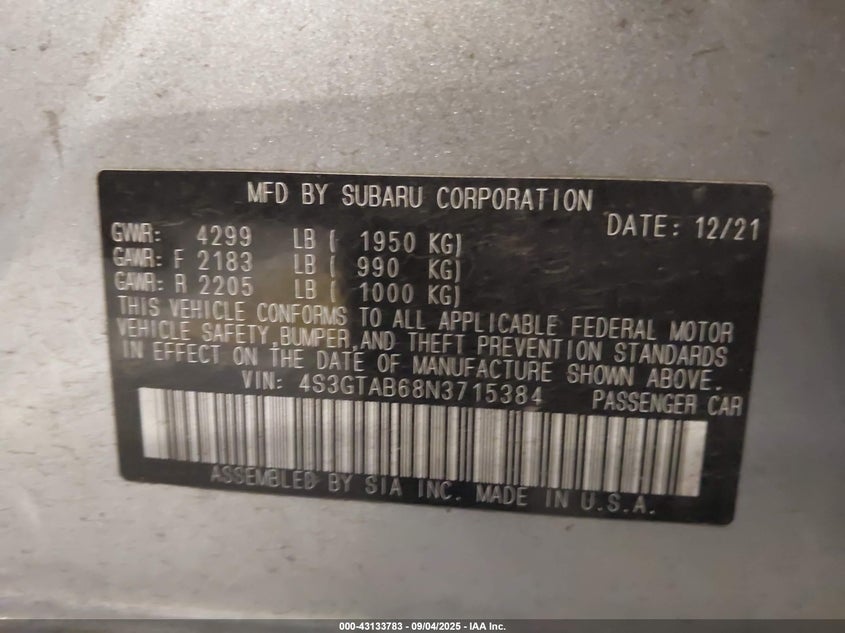 MFD BY SUBARU CORPORATION
DATE: 12/21
GVWR: 4299 LB ( 1950 KG)
GAWR: F 2183 LB ( 990 KG)
GAWR: R 2205 LB ( 1000 KG)
THIS VEHICLE CONFORMS TO ALL APPLICABLE FEDERAL MOTOR
VEHICLE SAFETY,BUMPER,AND THEFT PREVENTION STANDARDS
IN EFFECT ON THE DATE OF MANUFACTURE SHOWN ABOVE.
VIN: 4S3GTAB68N3715384 PASSENGER CAR
ASSEMBLED BY SIA INC. MADE IN U.S.A.
000-43133783 - 09/04/2025 - IAA Inc.